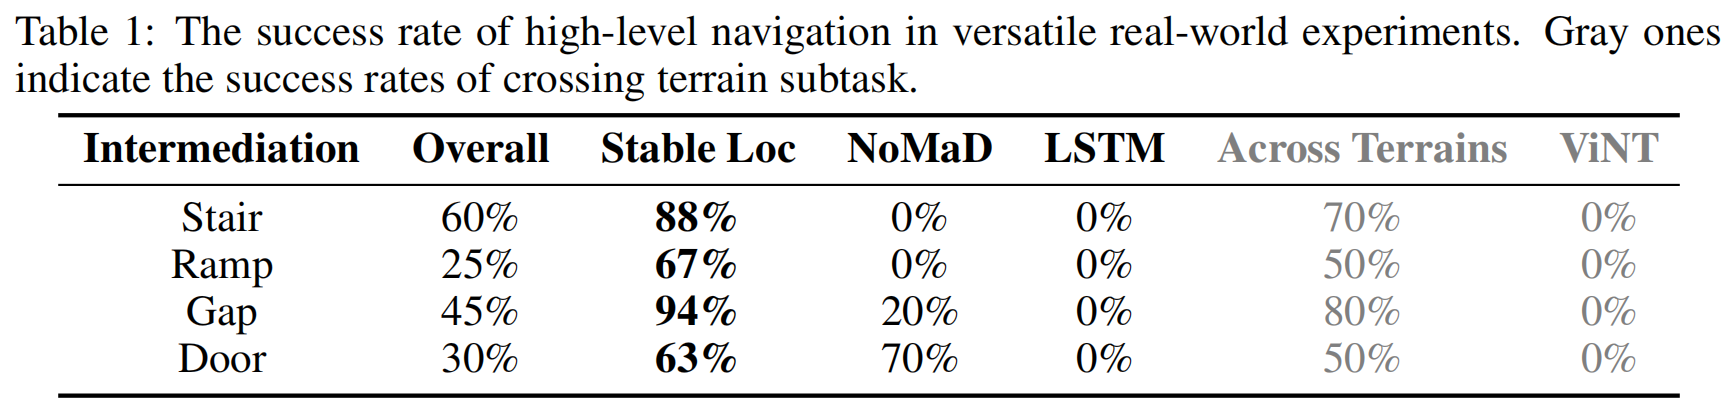 Table 1: The success rate of high-level navigation in versatile real-world experiments. Gray ones
indicate the success rates of crossing terrain subtask.
Intermediation Overall Stable Loc NoMaD LSTM Across Terrains ViNT
Stair 60% 88% 0% 0% 70% 0%
Ramp 25% 67% 0% 0% 50% 0%
Gap 45% 94% 20% 0% 80% 0%
Door 30% 63% 70% 0% 50% 0%